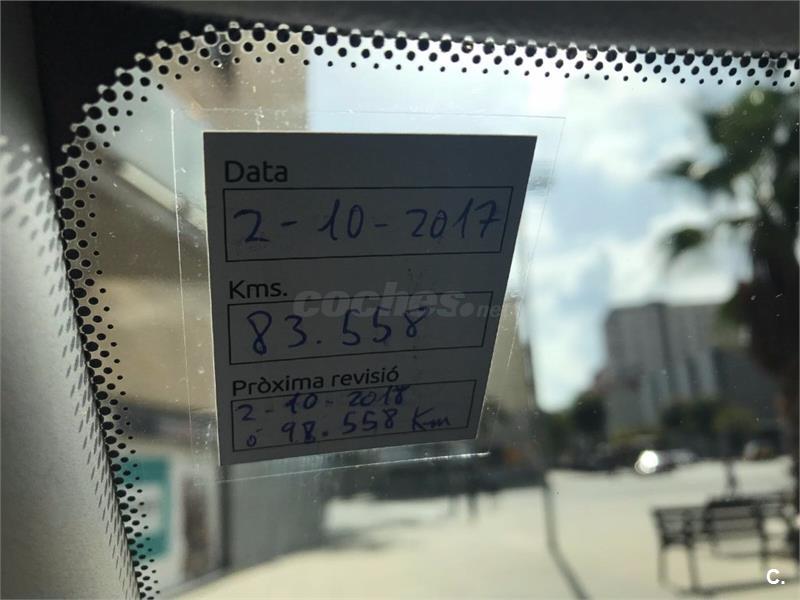 Data
2-10-2017
Kms.
83.558
coches.net
Pròxima revisió
2-10-2018
ó 98.558 Km
C.